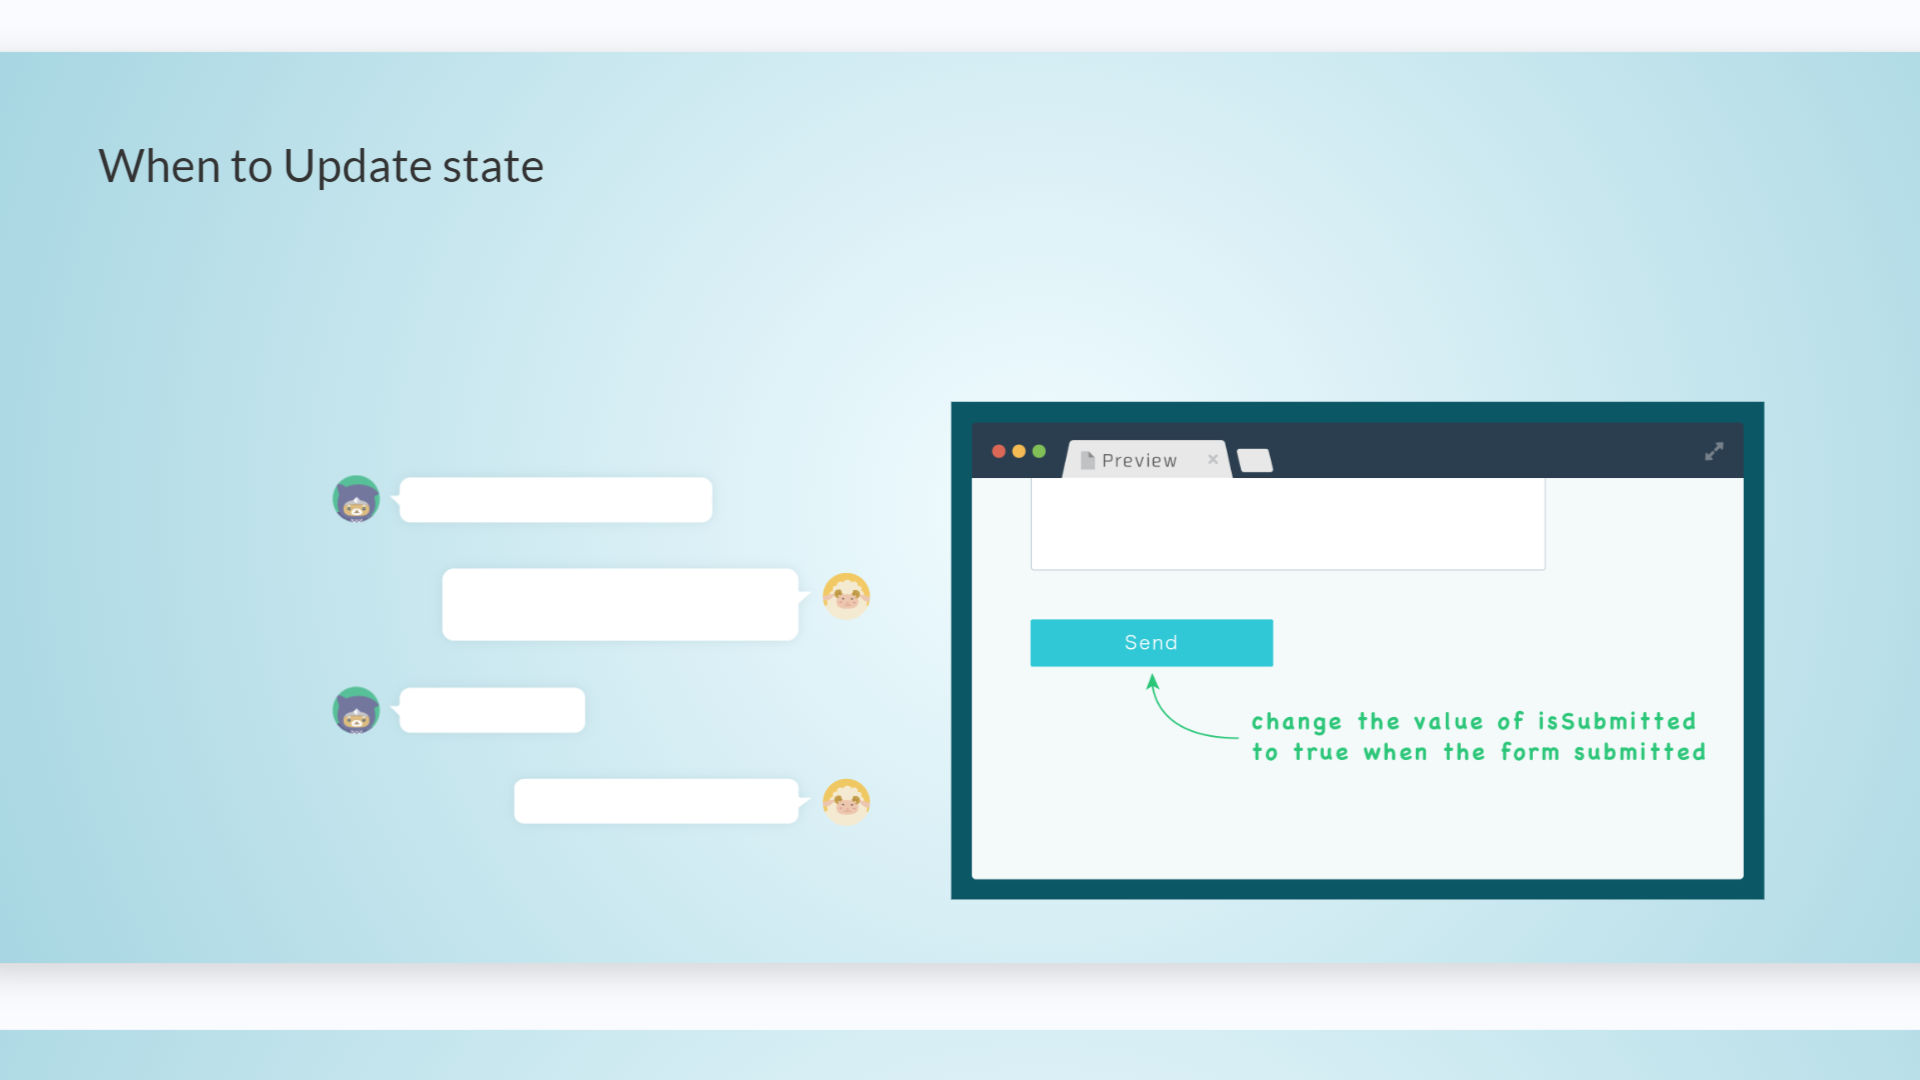 When to Update state
Preview
Send
change the value of isSubmitted
to true when the form submitted